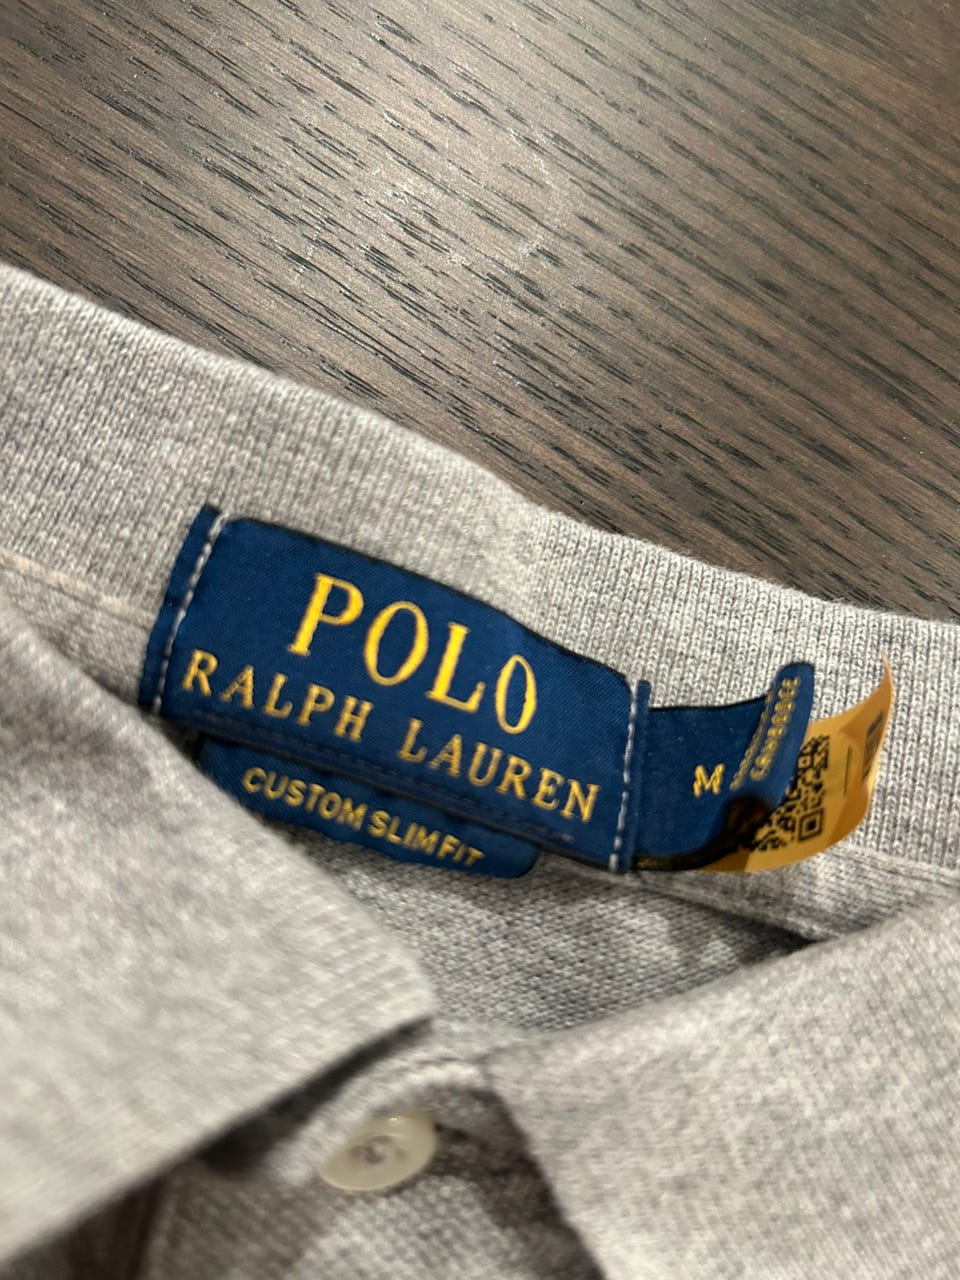 POLO
RALPH LAUREN
CUSTOM SLIM FIT
M